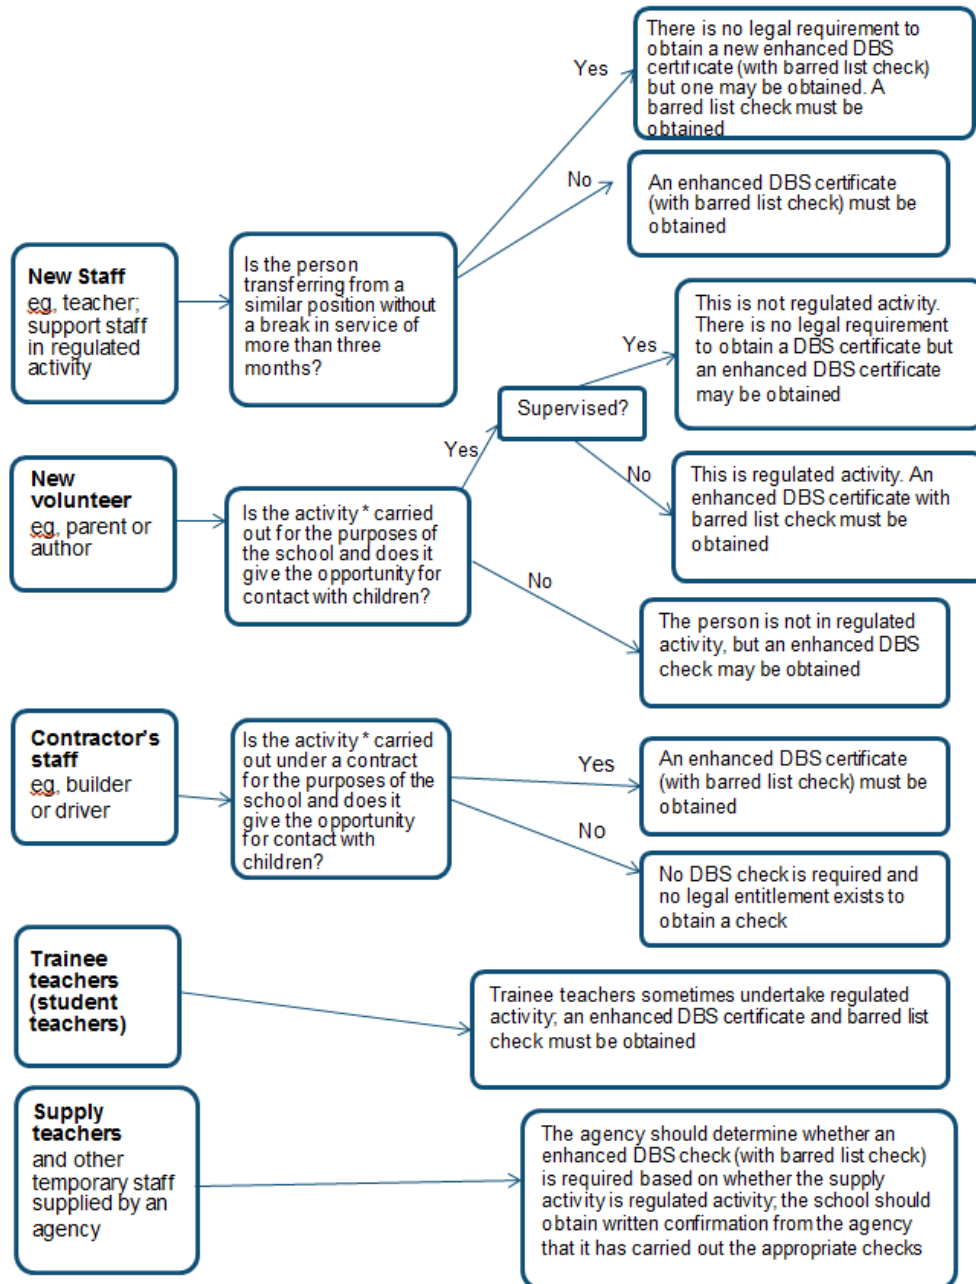 There is no legal requirement to
obtain a new enhanced DBS
certificate (with barred list check)
but one may be obtained. A
barred list check must be
obtained
Yes
No
An enhanced DBS certificate
(with barred list check) must be
obtained
New Staff
eg, teacher;
support staff
in regulated
activity
Is the person
transferring from a
similar position without
a break in service of
more than three
months?
This is not regulated activity.
There is no legal requirement
to obtain a DBS certificate but
an enhanced DBS certificate
may be obtained
Yes
Supervised?
Yes
No
This is regulated activity. An
enhanced DBS certificate with
barred list check must be
obtained
New
volunteer
eg, parent or
author
Is the activity * carried
out for the purposes of
the school and does it
give the opportunity for
contact with children?
No
The person is not in regulated
activity, but an enhanced DBS
check may be obtained
Contractor's
staff
eg, builder
or driver
Is the activity * carried
out under a contract
for the purposes of the
school and does it
give the opportunity
for contact with
children?
Yes
An enhanced DBS certificate
(with barred list check) must be
obtained
No
No DBS check is required and
no legal entitlement exists to
obtain a check
Trainee
teachers
(student
teachers)
Trainee teachers sometimes undertake regulated
activity; an enhanced DBS certificate and barred list
check must be obtained
Supply
teachers
and other
temporary staff
supplied by an
agency
The agency should determine whether an
enhanced DBS check (with barred list check)
is required based on whether the supply
activity is regulated activity; the school should
obtain written confirmation from the agency
that it has carried out the appropriate checks